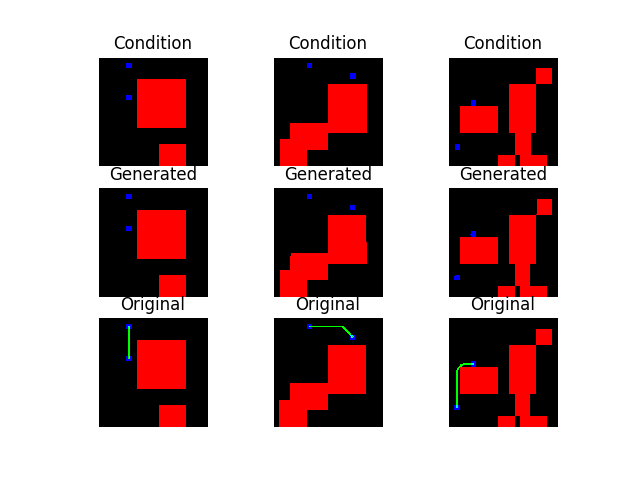 Condition Condition Condition
Generated Generated Generated
Original Original Original